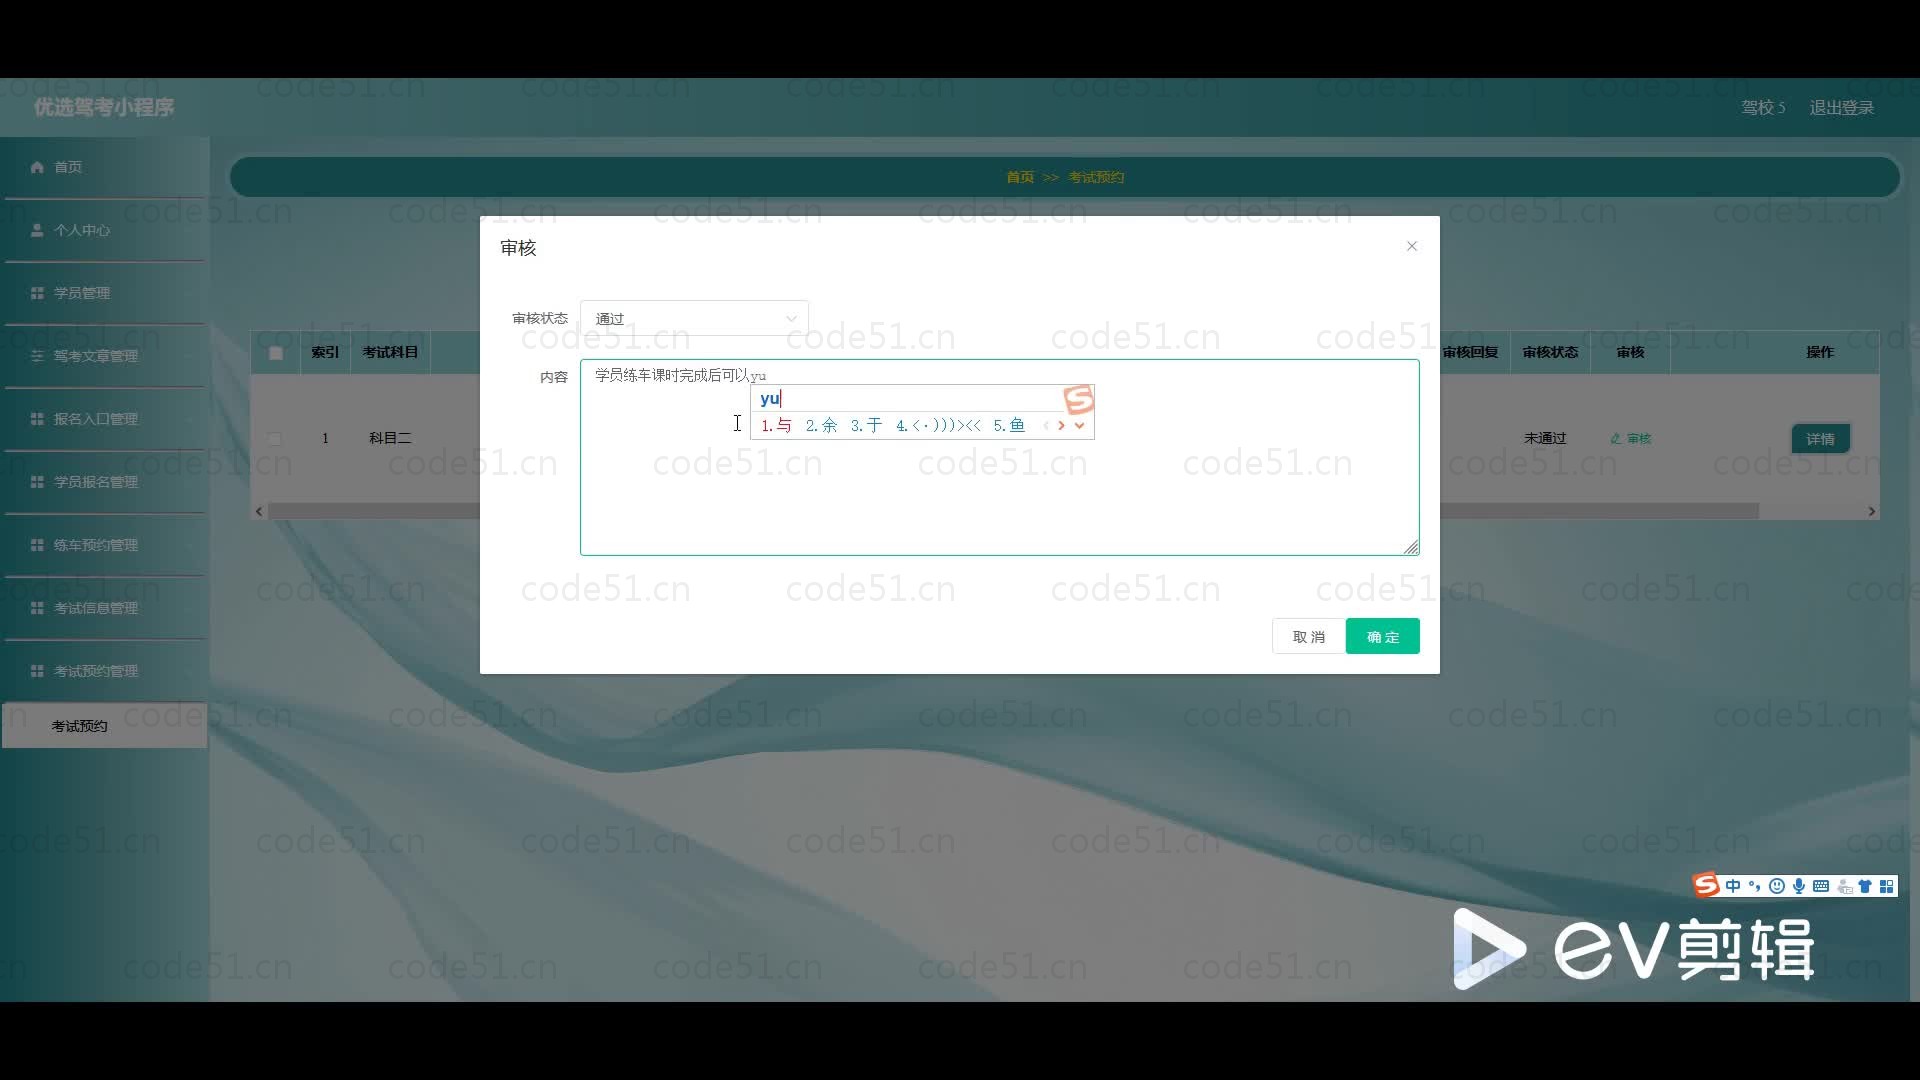 优选驾考小程序
驾校 5 退出登录
首页
个人中心
学员管理
驾考文章管理
报名入口管理
学员报名管理
练车预约管理
考试信息管理
考试预约管理
考试预约
首页 >> 考试预约
索引 考试科目 审核回复 审核状态 审核 操作
1 科目二 未通过 审核 详情
审核
审核状态 通过
内容 学员练车课时完成后可以yu
yu
1.与 2.余 3.于 4.<·)))><< 5.鱼
取消 确定
中
ev剪辑
code51.cn